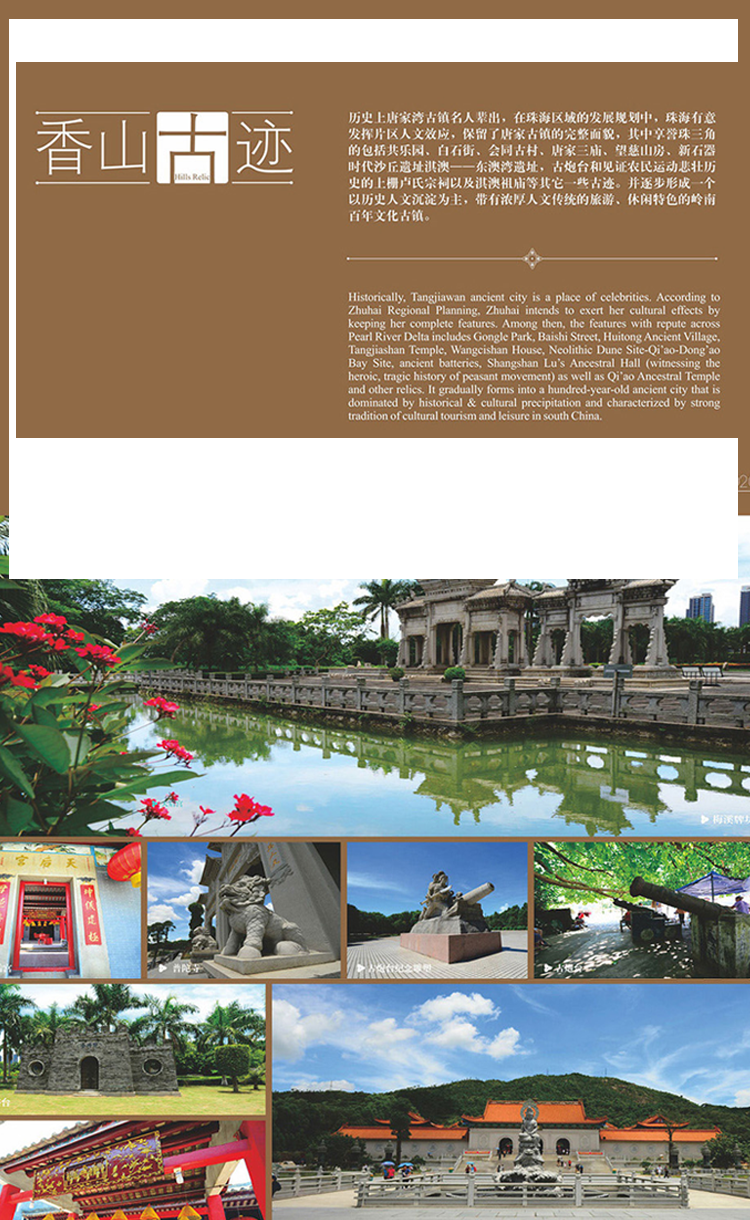 香山古迹
Hills Relic
历史上唐家湾古镇名人辈出，在珠海区域的发展规划中，珠海有意
发挥片区人文效应，保留了唐家古镇的完整面貌，其中享誉珠三角
的包括共乐园、白石街、会同古村、唐家三庙、望慈山房、新石器
时代沙丘遗址淇澳——东澳湾遗址，古炮台和见证农民运动悲壮历
史的上栅卢氏宗祠以及淇澳祖庙等其它一些古迹。并逐步形成一个
以历史人文沉淀为主，带有浓厚人文传统的旅游、休闲特色的岭南
百年文化古镇。
Historically, Tangjiawan ancient city is a place of celebrities. According to
Zhuhai Regional Planning, Zhuhai intends to exert her cultural effects by
keeping her complete features. Among then, the features with repute across
Pearl River Delta includes Gongle Park, Baishi Street, Huitong Ancient Village,
Tangjiashan Temple, Wangcishan House, Neolithic Dune Site-Qi'ao-Dong'ao
Bay Site, ancient batteries, Shangshan Lu's Ancestral Hall (witnessing the
heroic, tragic history of peasant movement) as well as Qi'ao Ancestral Temple
and other relics. It gradually forms into a hundred-year-old ancient city that is
dominated by historical & cultural precipitation and characterized by strong
tradition of cultural tourism and leisure in south China.
梅溪牌坊
天后宫
普陀寺
古炮台纪念雕塑
古炮台
台